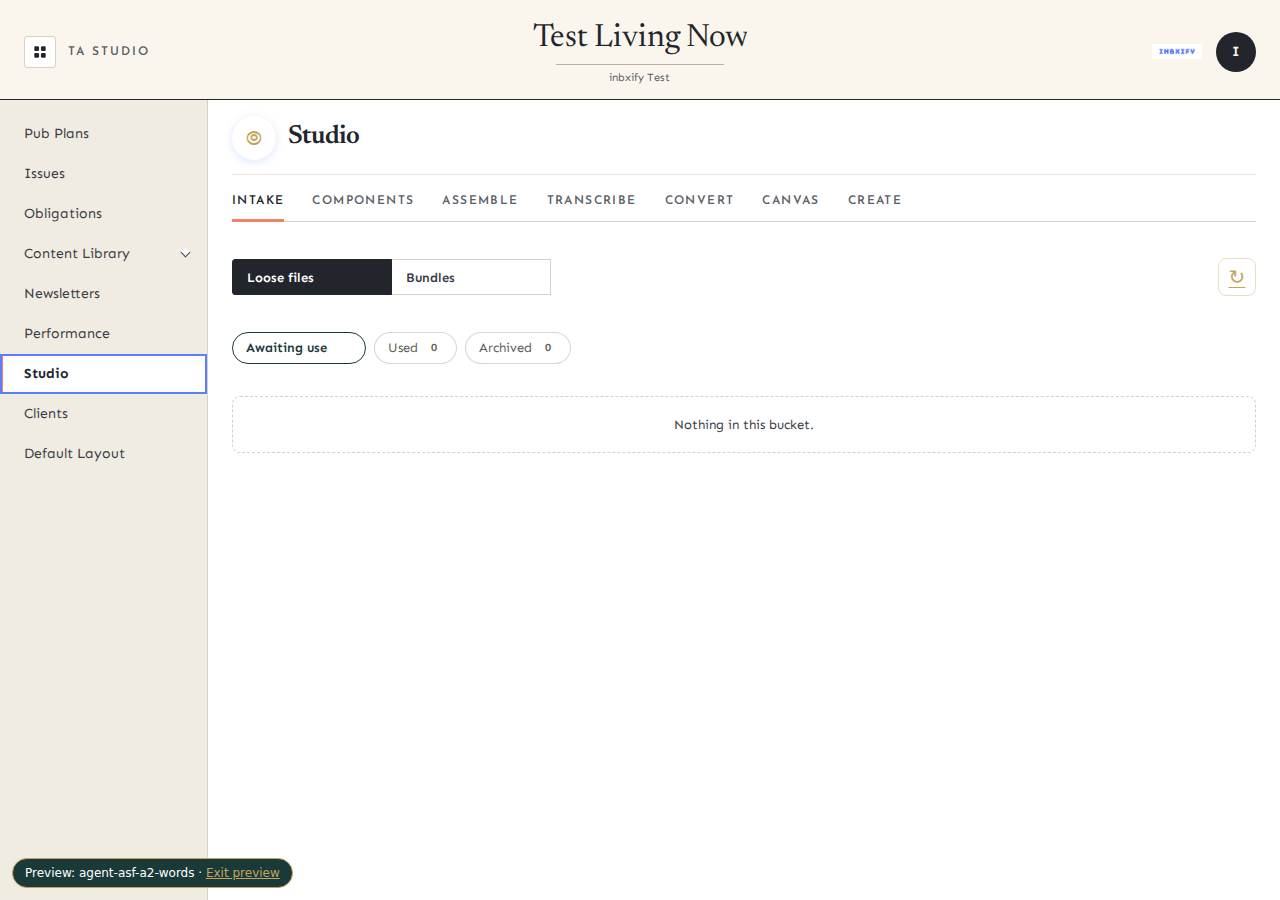 TA STUDIO
Test Living Now
inbxify Test
INBXIFY
I
Pub Plans
Issues
Obligations
Content Library
Newsletters
Performance
Studio
Clients
Default Layout
Studio
INTAKE COMPONENTS ASSEMBLE TRANSCRIBE CONVERT CANVAS CREATE
Loose files Bundles
Awaiting use Used 0 Archived 0
Nothing in this bucket.
Preview: agent-asf-a2-words · Exit preview